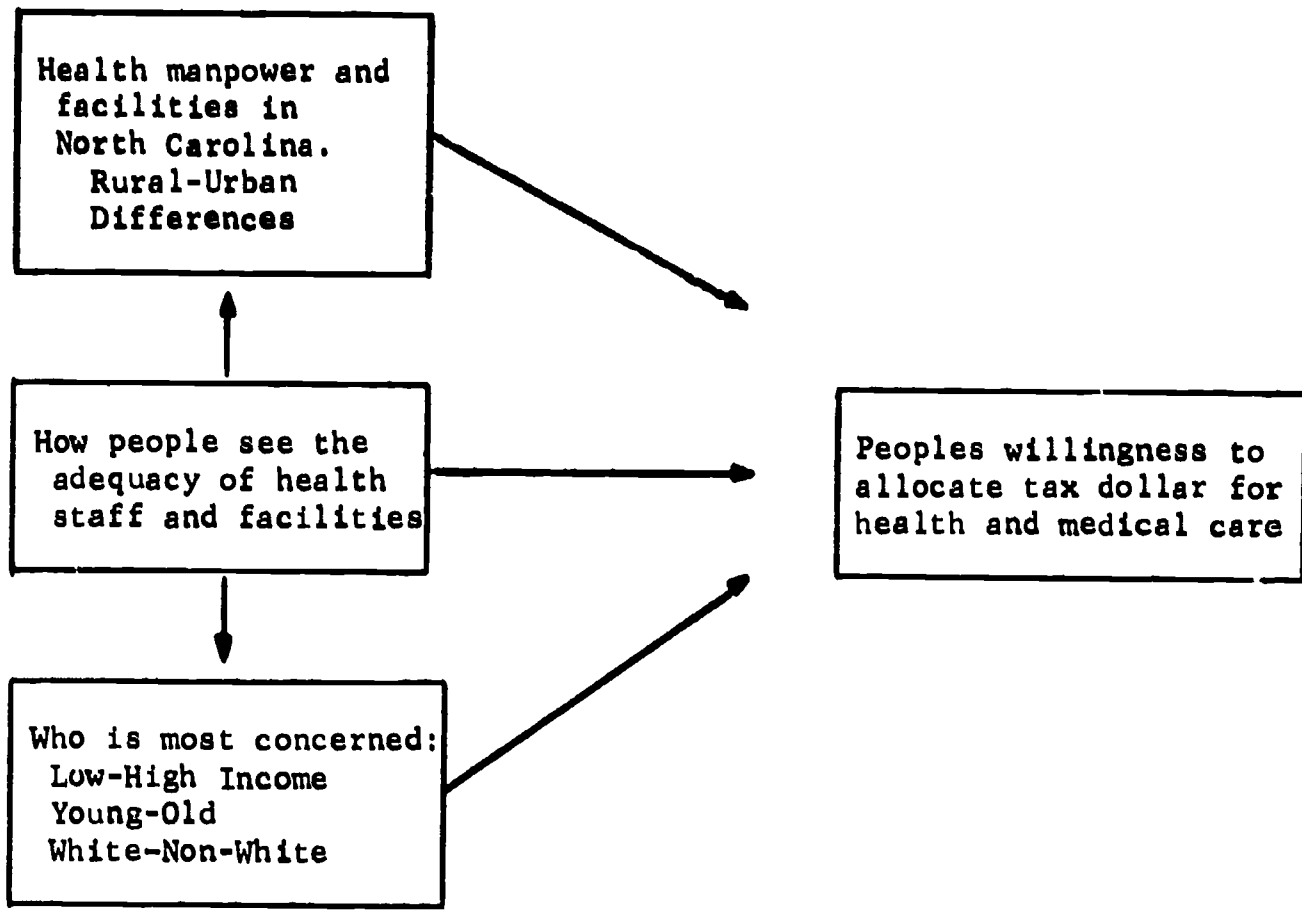 Health manpower and
facilities in
North Carolina.
Rural-Urban
Differences
How people see the
adequacy of health
staff and facilities
Peoples willingness to
allocate tax dollar for
health and medical care
Who is most concerned:
Low-High Income
Young-Old
White-Non-White